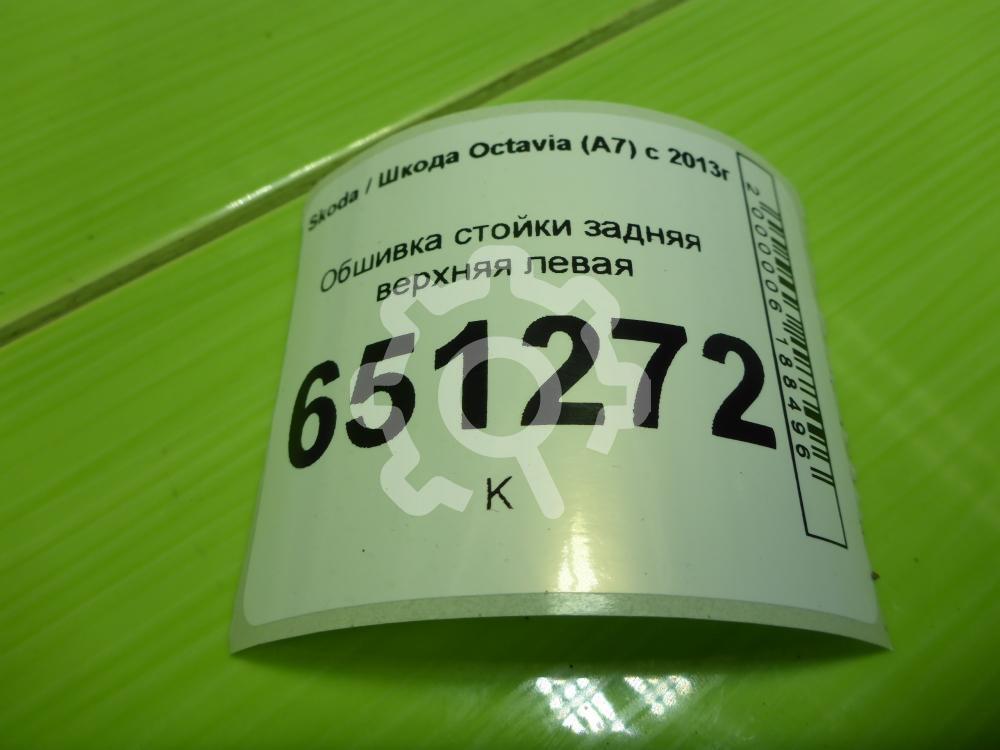 Skoda / Шкода Octavia (A7) с 2013г
Обшивка стойки задняя
верхняя левая
651272
К
2000006188496